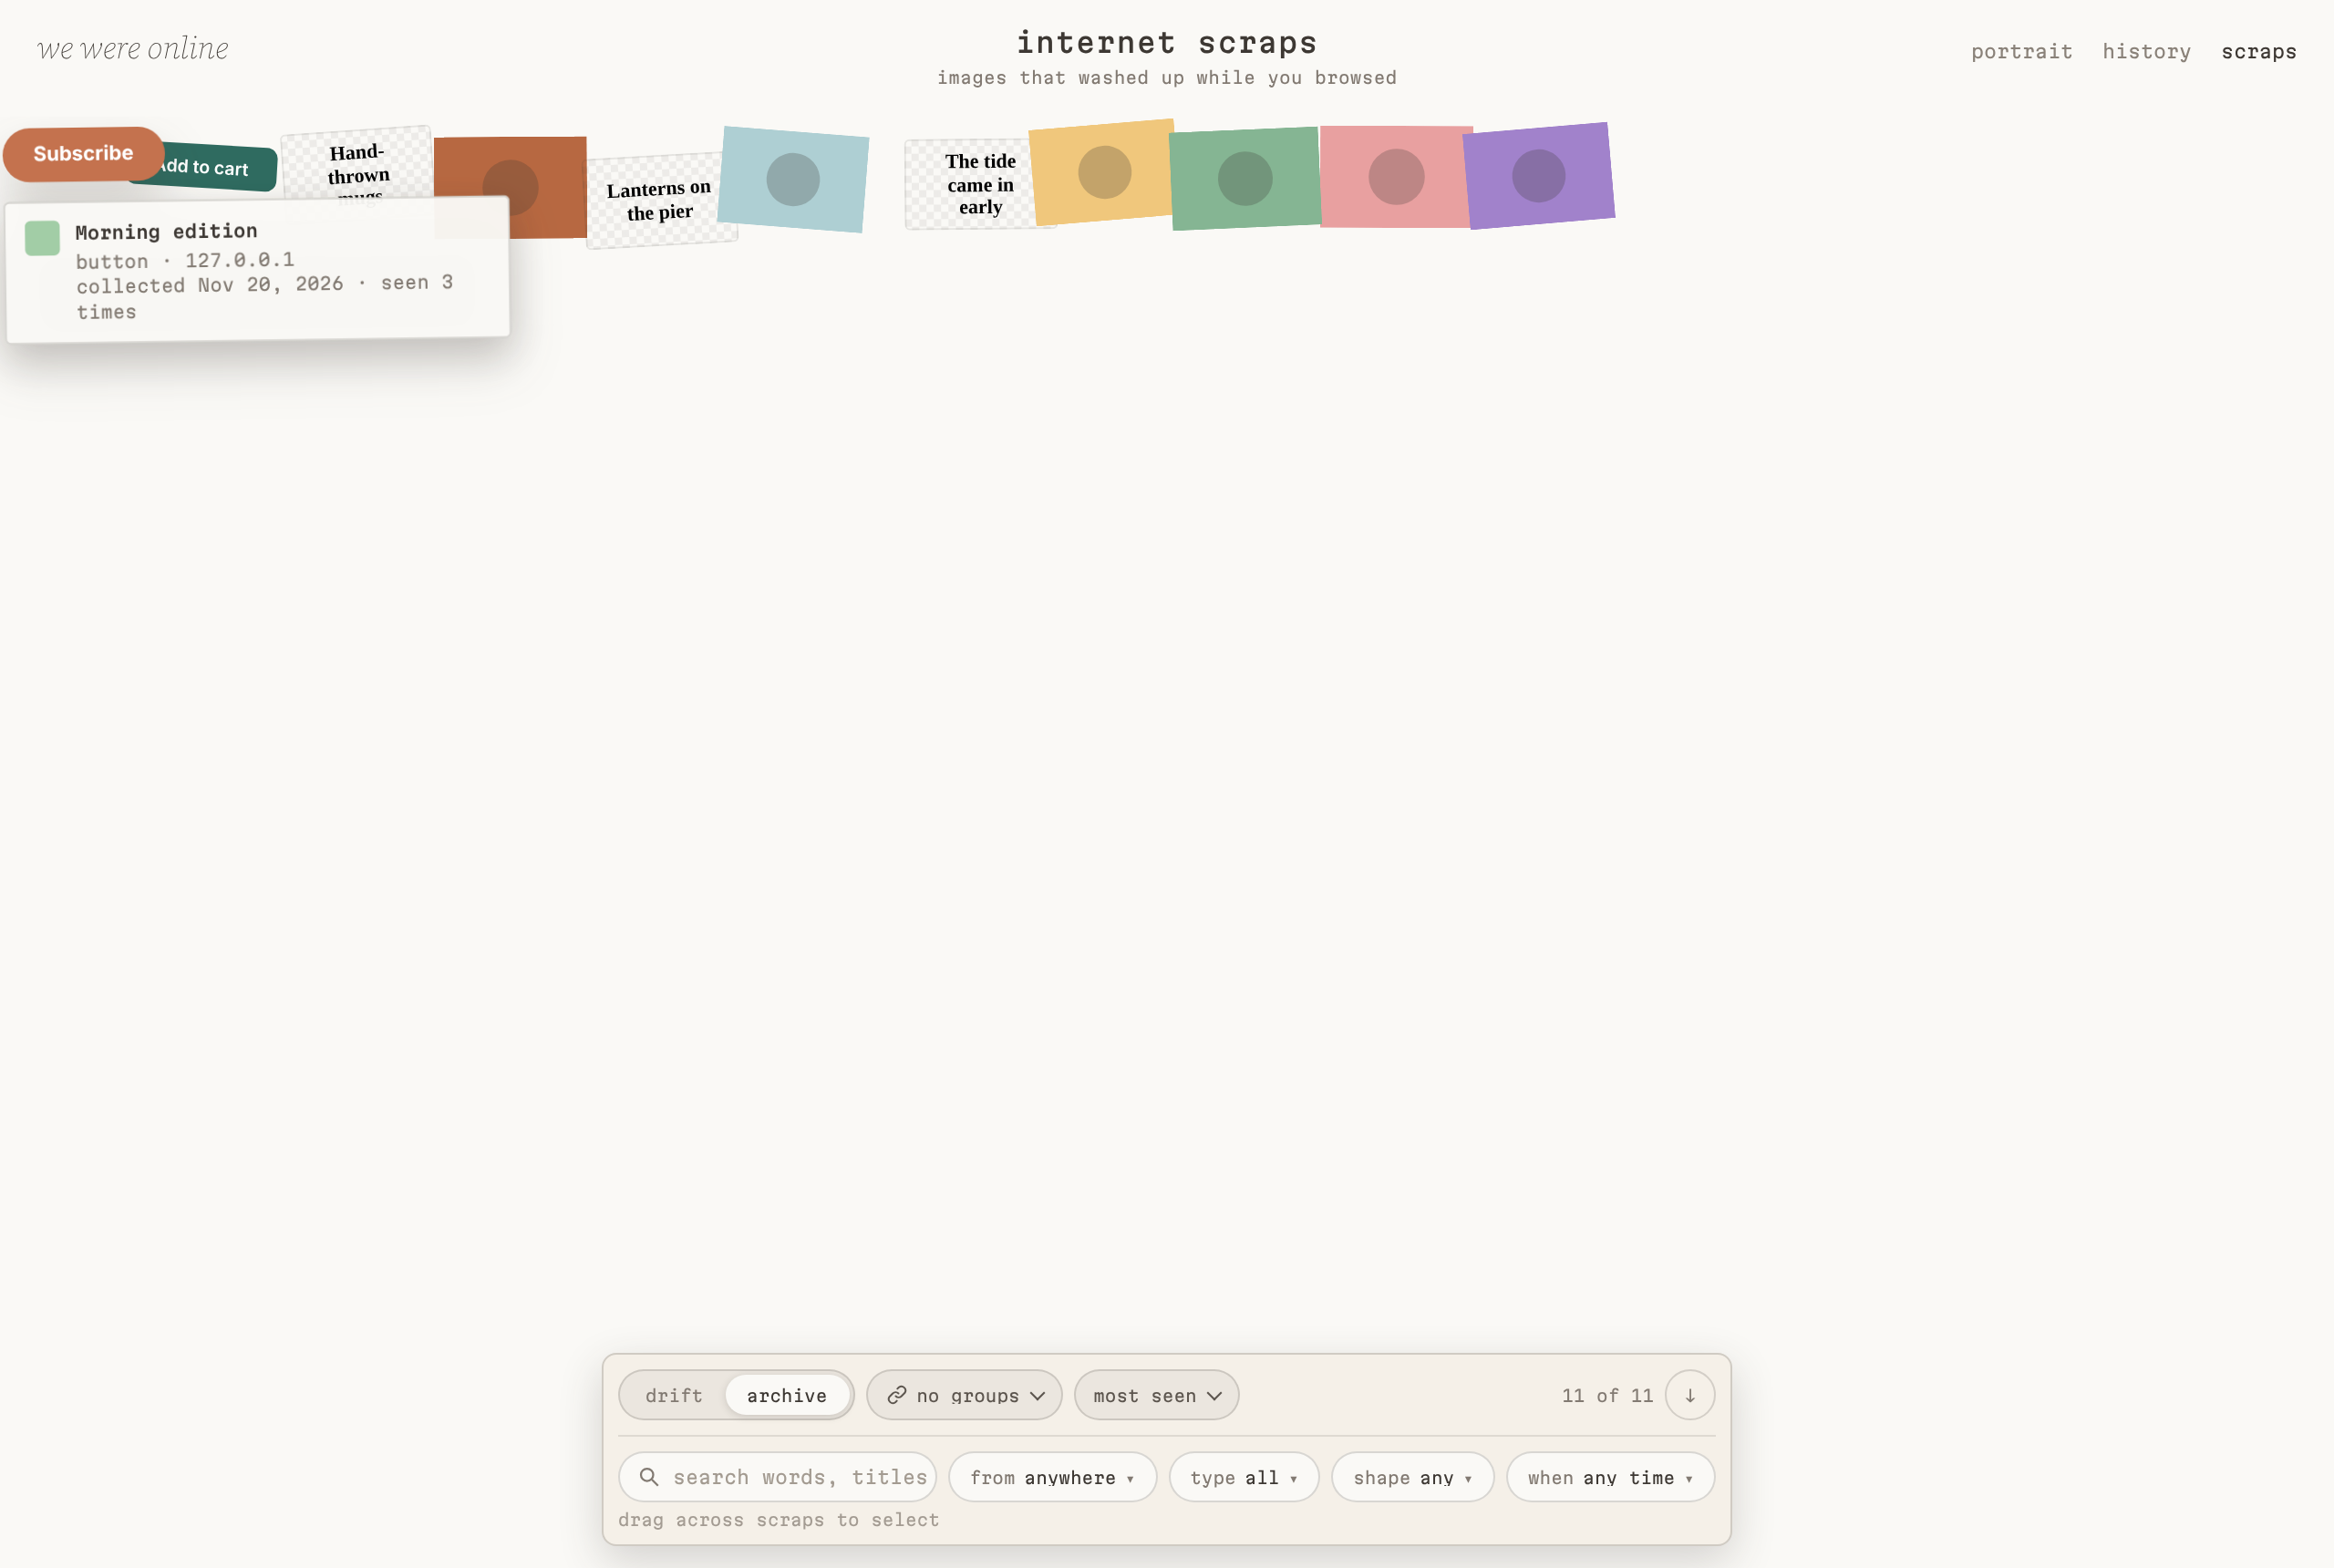 we were online
internet scraps
images that washed up while you browsed
portrait history scraps
Subscribe
Add to cart
Hand-
thrown
mugs
Lanterns on
the pier
The tide
came in
early
Morning edition
button · 127.0.0.1
collected Nov 20, 2026 · seen 3
times
drift archive no groups most seen 11 of 11 ↓
search words, titles from anywhere ▾ type all ▾ shape any ▾ when any time ▾
drag across scraps to select